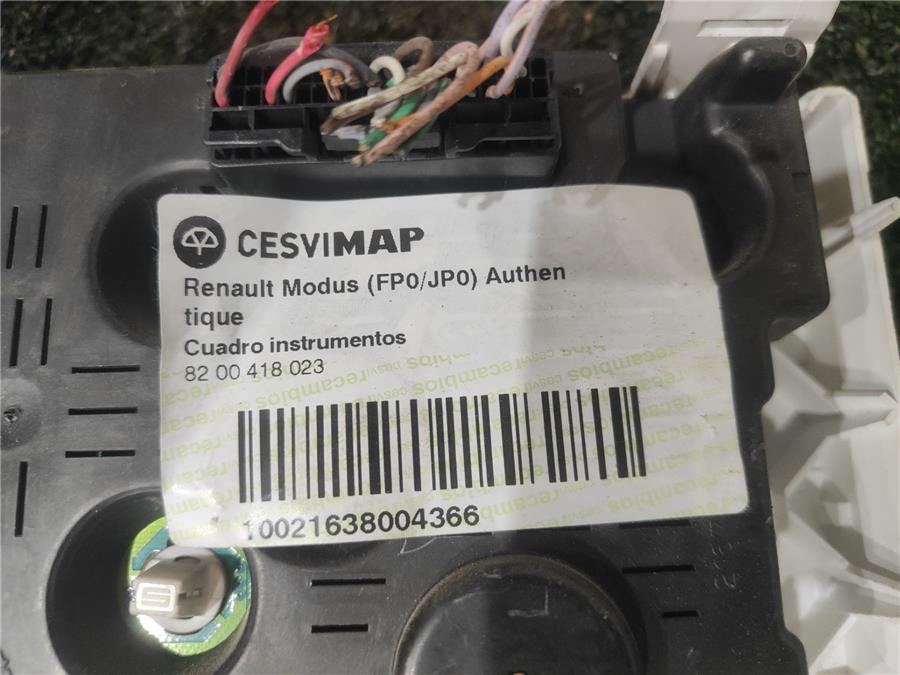 CESVIMAP
Renault Modus (FP0/JP0) Authen
tique
Cuadro instrumentos
82 00 418 023
10021638004366